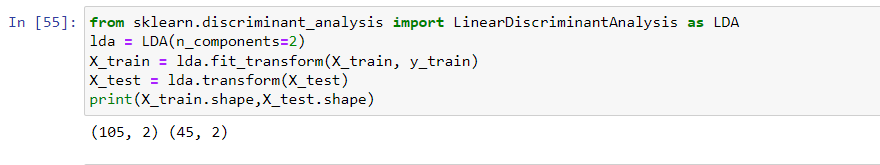 In [55]: from sklearn.discriminant_analysis import LinearDiscriminantAnalysis as LDA
lda = LDA(n_components=2)
X_train = lda.fit_transform(X_train, y_train)
X_test = lda.transform(X_test)
print(X_train.shape,X_test.shape)
(105, 2) (45, 2)